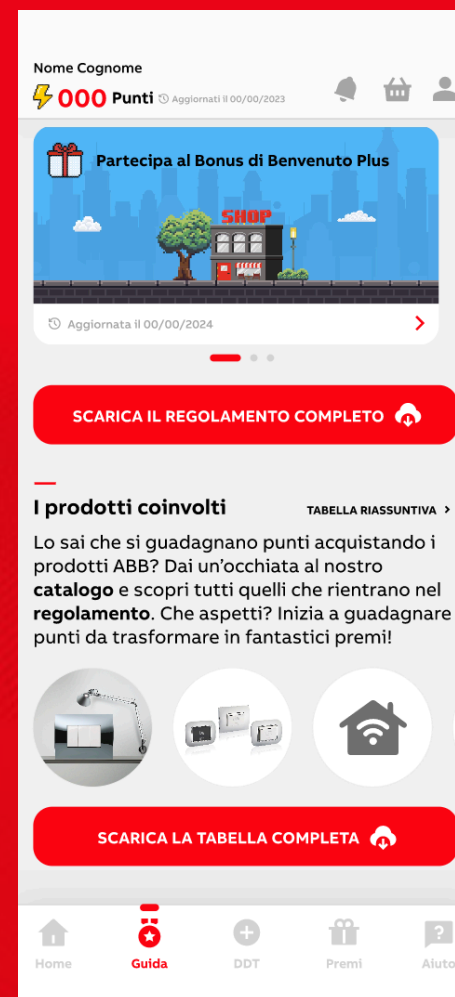 Nome Cognome
000 Punti Aggiornati il 00/00/2023
Partecipa al Bonus di Benvenuto Plus
SHOP
Aggiornata il 00/00/2024
SCARICA IL REGOLAMENTO COMPLETO
I prodotti coinvolti
TABELLA RIASSUNTIVA >
Lo sai che si guadagnano punti acquistando i
prodotti ABB? Dai un’occhiata al nostro
catalogo e scopri tutti quelli che rientrano nel
regolamento. Che aspetti? Inizia a guadagnare
punti da trasformare in fantastici premi!
SCARICA LA TABELLA COMPLETA
Home Guida DDT Premi Aiuto